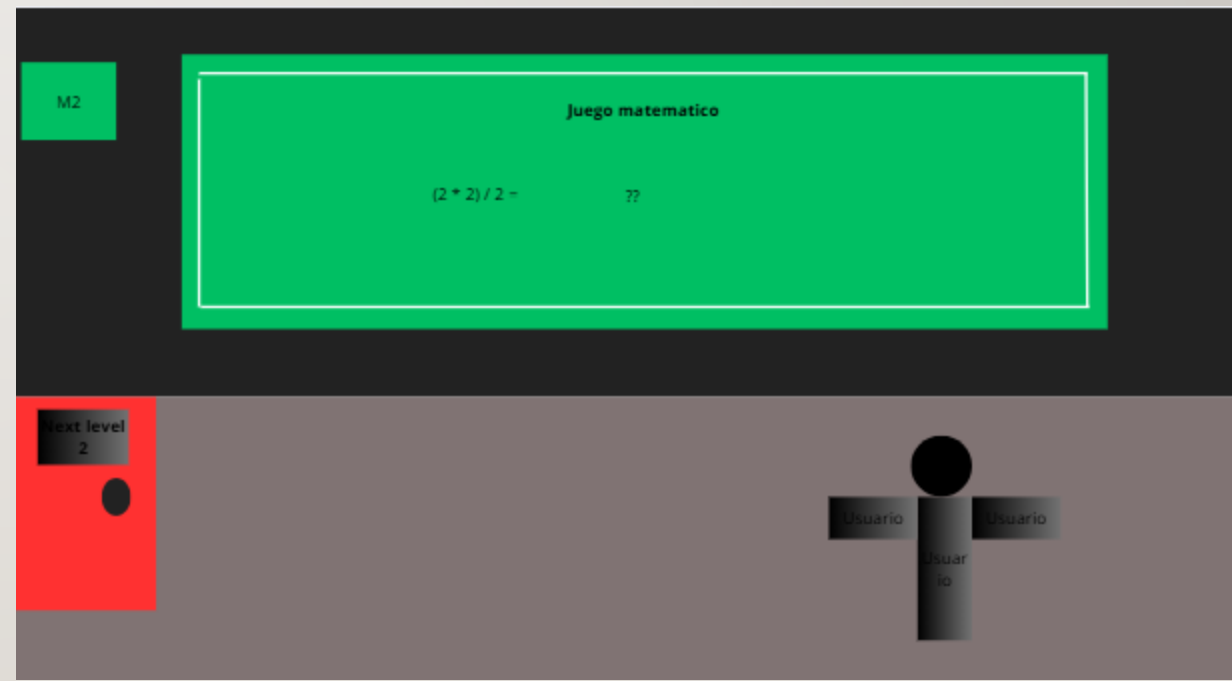 M2
Juego matematico
(2 * 2) / 2 =
??
Next level
2
Usuario
Usuario
Usuar
io